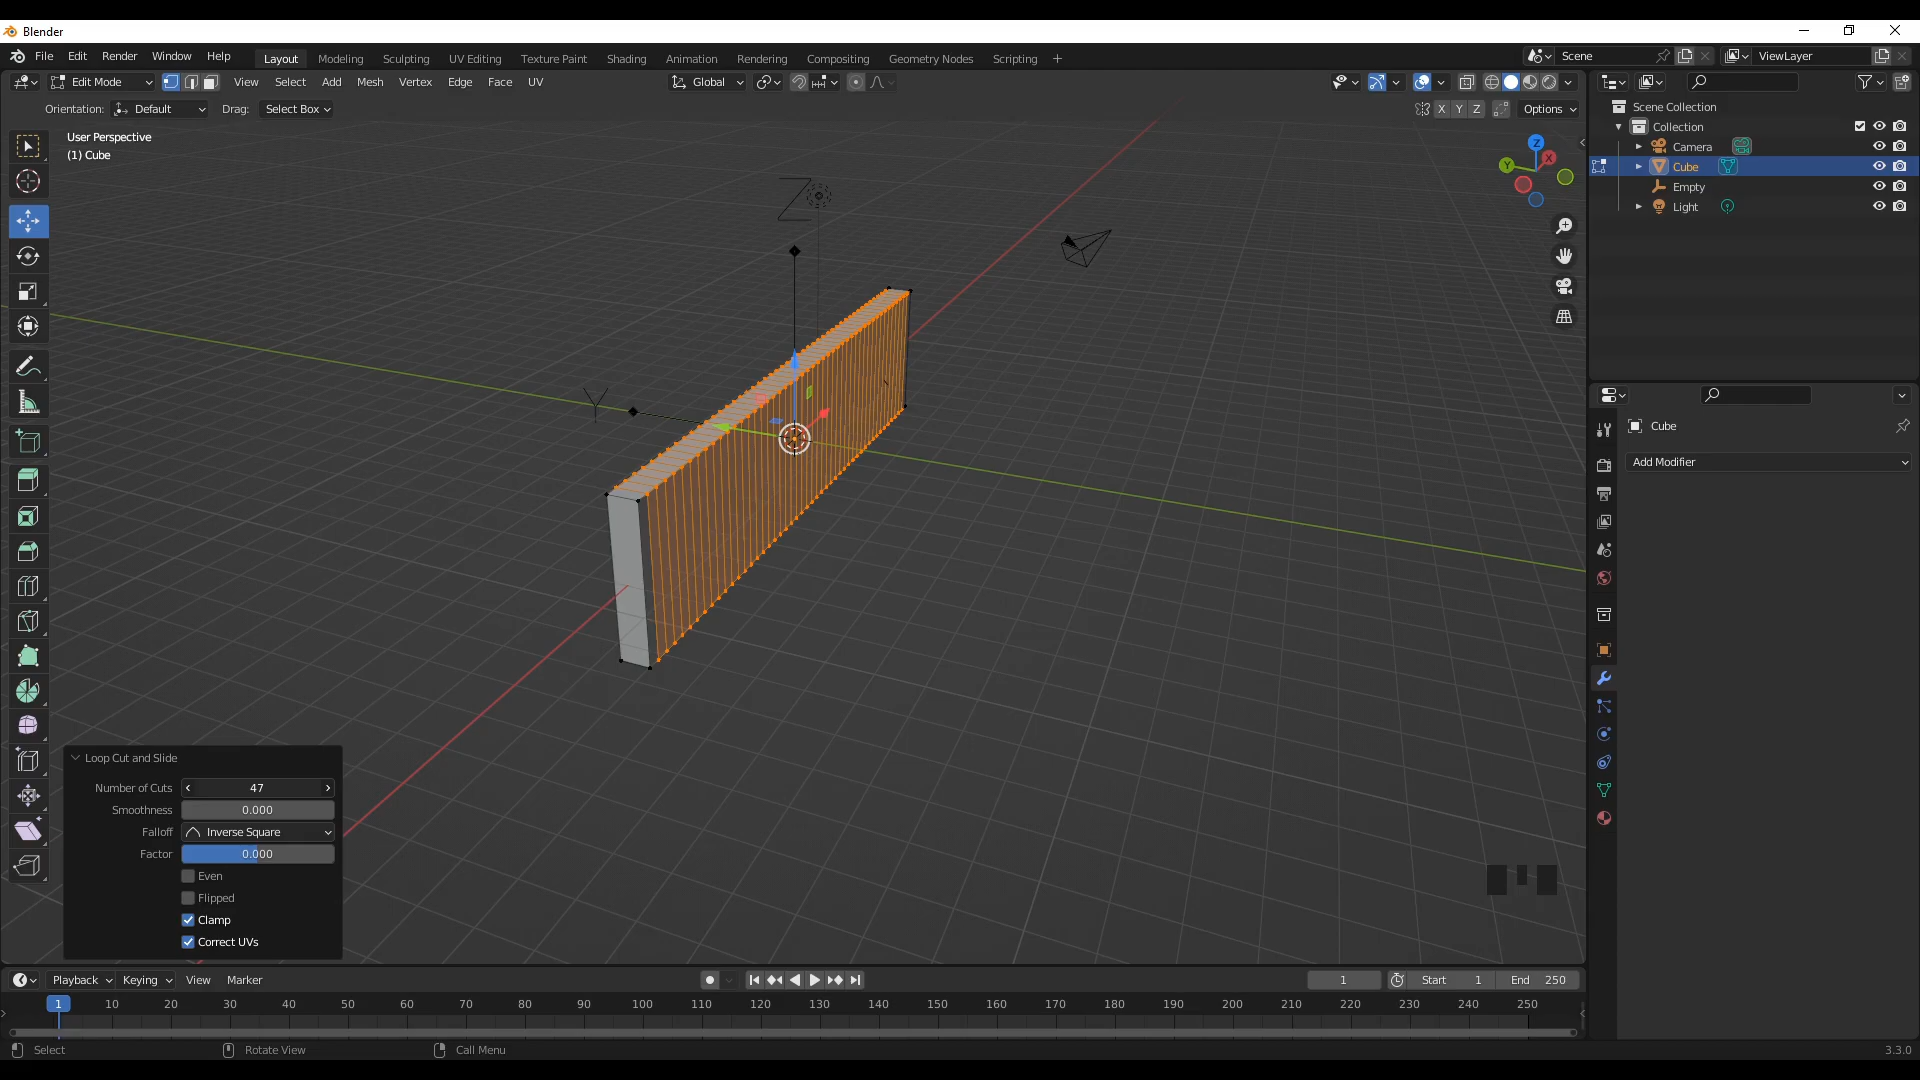 Blender
File Edit Render Window Help
Layout Modeling Sculpting UV Editing Texture Paint Shading Animation Rendering Compositing Geometry Nodes Scripting +
Scene
ViewLayer
Edit Mode View Select Add Mesh Vertex Edge Face UV
Global
Orientation: Default Drag: Select Box
X Y Z Options
User Perspective
(1) Cube
Scene Collection
Collection
Camera
Cube
Empty
Light
Z
X
Y
Z
Y
Cube
Add Modifier
Loop Cut and Slide
Number of Cuts 47
Smoothness 0.000
Falloff Inverse Square
Factor 0.000
Even
Flipped
Clamp
Correct UVs
Playback Keying View Marker
1 Start 1 End 250
1 10 20 30 40 50 60 70 80 90 100 110 120 130 140 150 160 170 180 190 200 210 220 230 240 250
Select Rotate View Call Menu
3.3.0